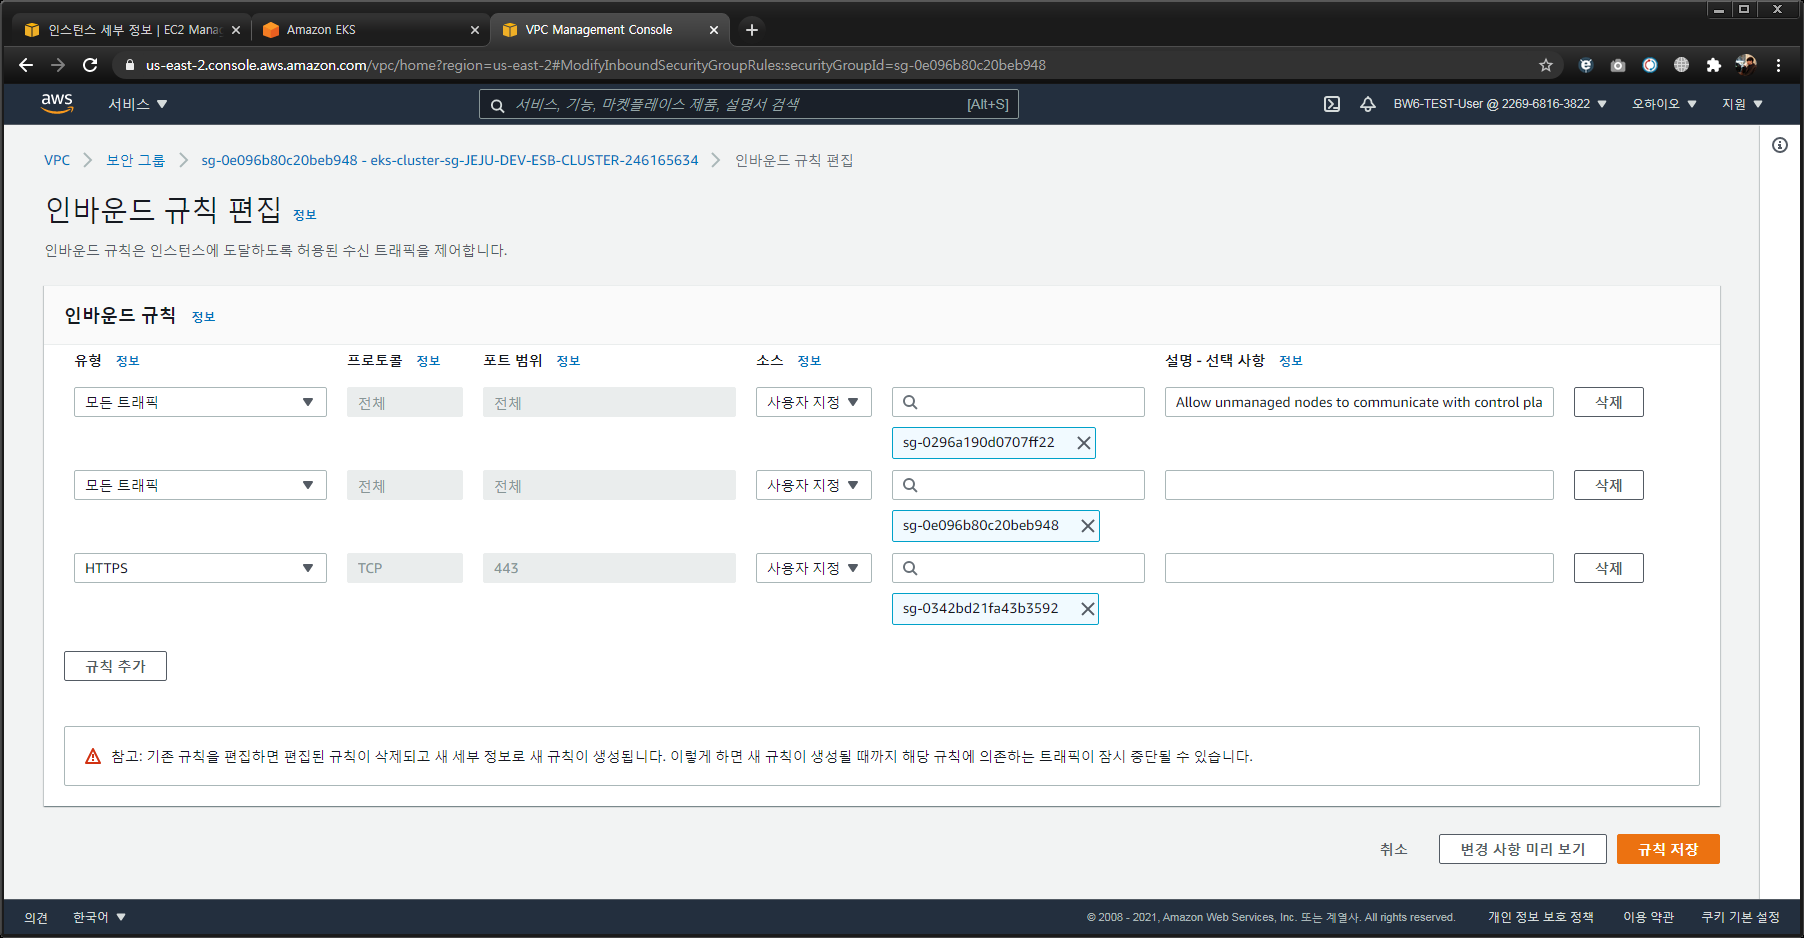 인스턴스 세부 정보 | EC2 Mana
Amazon EKS
VPC Management Console
us-east-2.console.aws.amazon.com/vpc/home?region=us-east-2#ModifyInboundSecurityGroupRules:securityGroupId=sg-0e096b80c20beb948
aws
서비스
서비스, 기능, 마켓플레이스 제품, 설명서 검색
[Alt+S]
BW6-TEST-User @ 2269-6816-3822
오하이오
지원
VPC
보안 그룹
sg-0e096b80c20beb948 - eks-cluster-sg-JEJU-DEV-ESB-CLUSTER-246165634
인바운드 규칙 편집
인바운드 규칙 편집 정보
인바운드 규칙은 인스턴스에 도달하도록 허용된 수신 트래픽을 제어합니다.
인바운드 규칙 정보
유형 정보
프로토콜 정보
포트 범위 정보
소스 정보
설명 - 선택 사항 정보
모든 트래픽
전체
전체
사용자 지정
Allow unmanaged nodes to communicate with control pla
삭제
sg-0296a190d0707ff22
모든 트래픽
전체
전체
사용자 지정
삭제
sg-0e096b80c20beb948
HTTPS
TCP
443
사용자 지정
삭제
sg-0342bd21fa43b3592
규칙 추가
참고: 기존 규칙을 편집하면 편집된 규칙이 삭제되고 새 세부 정보로 새 규칙이 생성됩니다. 이렇게 하면 새 규칙이 생성될 때까지 해당 규칙에 의존하는 트래픽이 잠시 중단될 수 있습니다.
취소
변경 사항 미리 보기
규칙 저장
의견
한국어
© 2008 - 2021, Amazon Web Services, Inc. 또는 계열사. All rights reserved.
개인 정보 보호 정책
이용 약관
쿠키 기본 설정